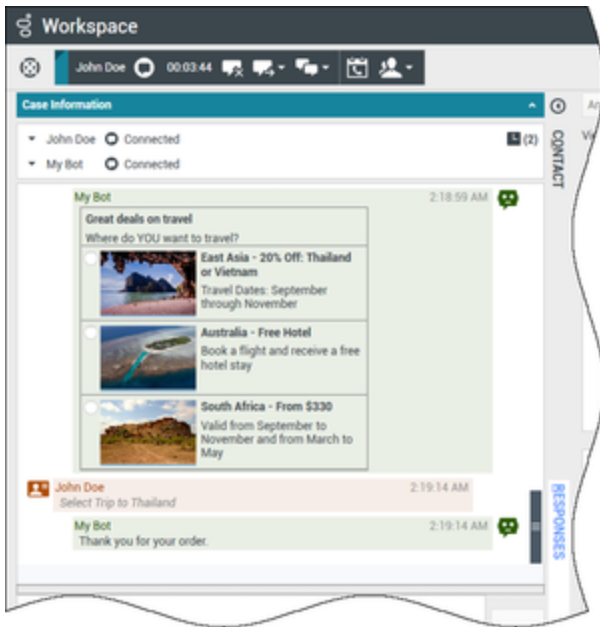 Workspace
John Doe 00:03:44
Case Information
John Doe Connected
(2)
My Bot Connected
My Bot 2:18:59 AM
Great deals on travel
Where do YOU want to travel?
East Asia - 20% Off: Thailand
or Vietnam
Travel Dates: September
through November
Australia - Free Hotel
Book a flight and receive a free
hotel stay
South Africa - From $330
Valid from September to
November and from March to
May
John Doe 2:19:14 AM
Select Trip to Thailand
My Bot 2:19:14 AM
Thank you for your order.
CONTACT
RESPONSES